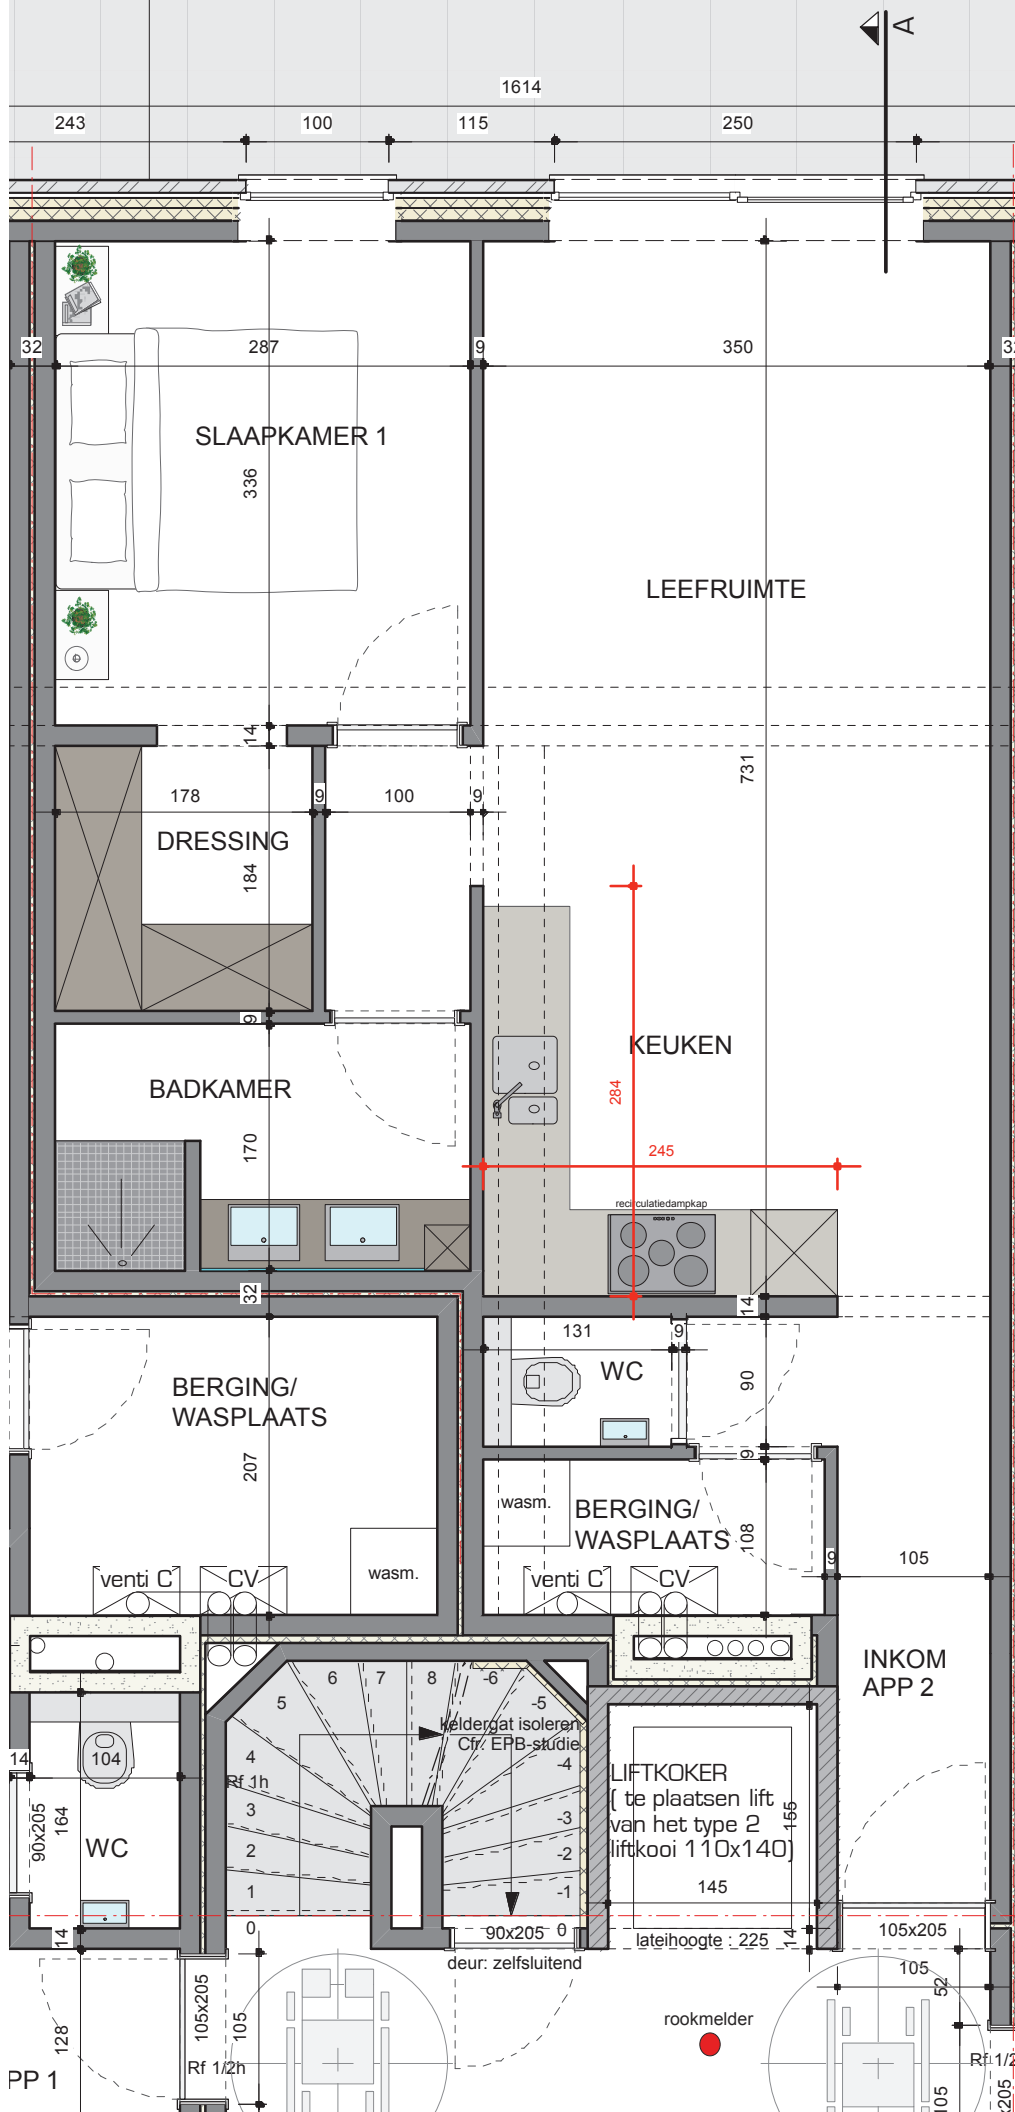 A
1614
243
100
115
250
32
287
9
350
SLAAPKAMER 1
336
LEEFRUIMTE
14
731
178
9
100
9
DRESSING
184
9
KEUKEN
BADKAMER
284
170
245
recirculatiedampkap
32
14
131
9
WC
90
BERGING/
WASPLAATS
207
9
wasm.
BERGING/
WASPLAATS
108
wasm.
9
105
venti C
CV
venti C
CV
INKOM
APP 2
6
7
8
-6
5
-5
keldergat isoleren
Cfr. EPB-studie
14
104
4
-4
Rf 1h
LIFTKOKER
( te plaatsen lift
van het type 2
liftkooi 110x140)
155
90x205
164
3
-3
WC
2
-2
1
-1
145
0
90x205
0
14
lateihoogte : 225
14
105x205
deur: zelfsluitend
105
52
rookmelder
128
105x205
105
Rf 1/2h
PP 1
Rf 1/2
105
x205